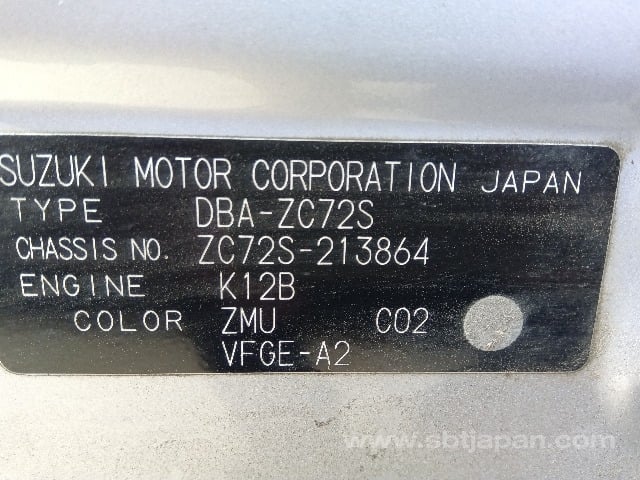 SUZUKI MOTOR CORPORATION JAPAN
TYPE DBA-ZC72S
CHASSIS NO. ZC72S-213864
ENGINE K12B
COLOR ZMU C02
VFGE-A2
www.sbtjapan.com